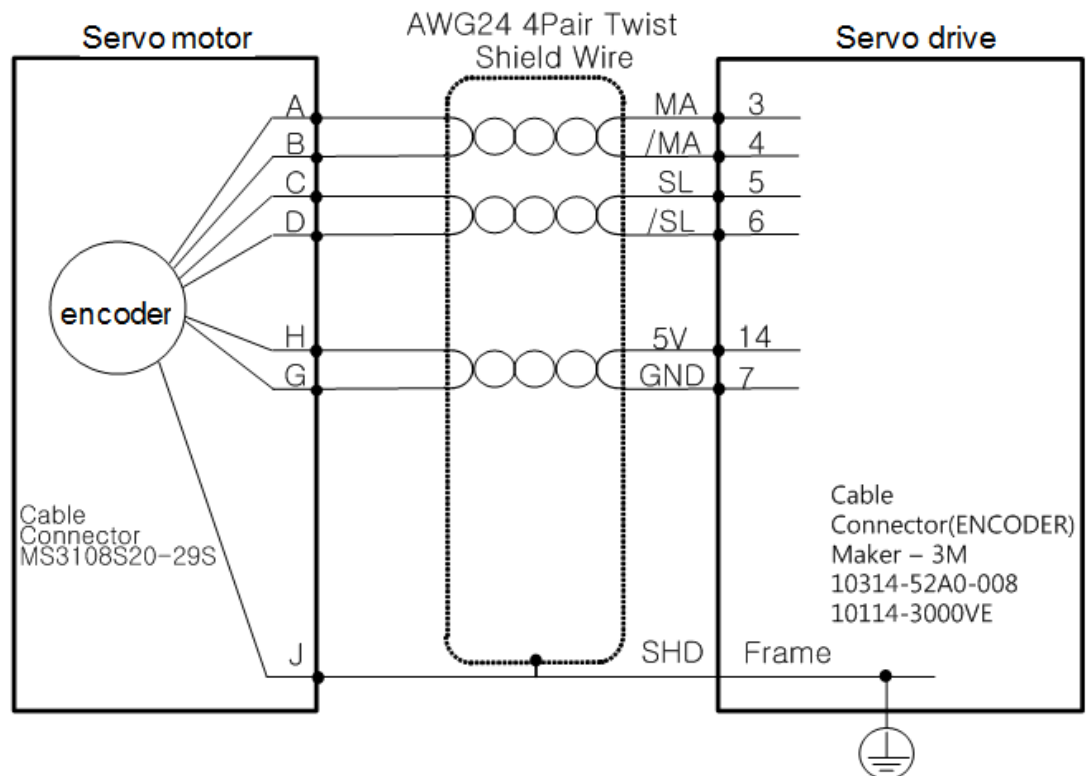 AWG24 4Pair Twist
Shield Wire
Servo motor
Servo drive
A
MA
3
B
/MA
4
C
SL
5
D
/SL
6
encoder
H
5V
14
G
GND
7
Cable
Connector
MS3108S20-29S
Cable
Connector(ENCODER)
Maker – 3M
10314-52A0-008
10114-3000VE
J
SHD
Frame